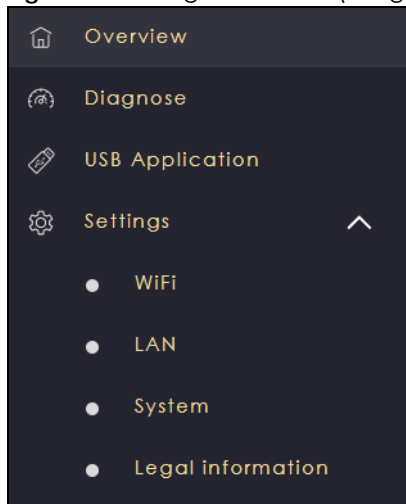 Overview
Diagnose
USB Application
Settings
WiFi
LAN
System
Legal information